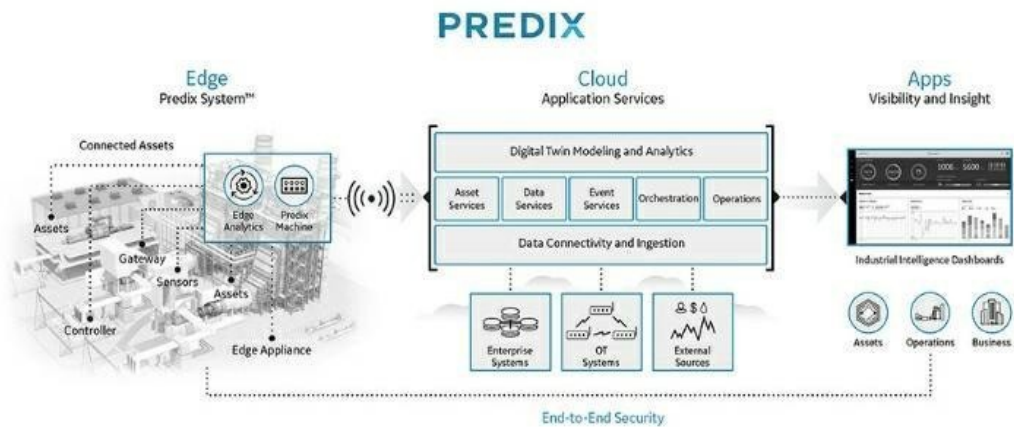 PREDIX
Edge
Predix System™
Cloud
Application Services
Apps
Visibility and Insight
Connected Assets
Edge
Analytics
Predix
Machine
Assets
Gateway
Sensors
Assets
Controller
Edge Appliance
Digital Twin Modeling and Analytics
Asset
Services
Data
Services
Event
Services
Orchestration
Operations
Data Connectivity and Ingestion
Enterprise
Systems
OT
Systems
$
External
Sources
Industrial Intelligence Dashboards
Assets
Operations
Business
End-to-End Security